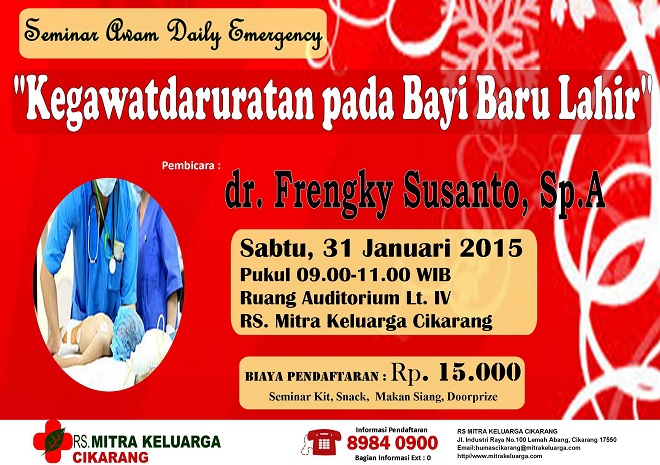 Seminar Awam Daily Emergency
"Kegawatdaruratan pada Bayi Baru Lahir"
Pembicara :
dr. Frengky Susanto, Sp.A
Sabtu, 31 Januari 2015
Pukul 09.00-11.00 WIB
Ruang Auditorium Lt. IV
RS. Mitra Keluarga Cikarang
BIAYA PENDAFTARAN : Rp. 15.000
Seminar Kit, Snack, Makan Siang, Doorprize
RS. MITRA KELUARGA
CIKARANG
Informasi Pendaftaran
8984 0900
Bagian Informasi Ext : 0
RS MITRA KELUARGA CIKARANG
Jl. Industri Raya No.100 Lemah Abang, Cikarang 17550
Email:humascikarang@mitrakeluarga.com
http/www.mitrakeluarga.com